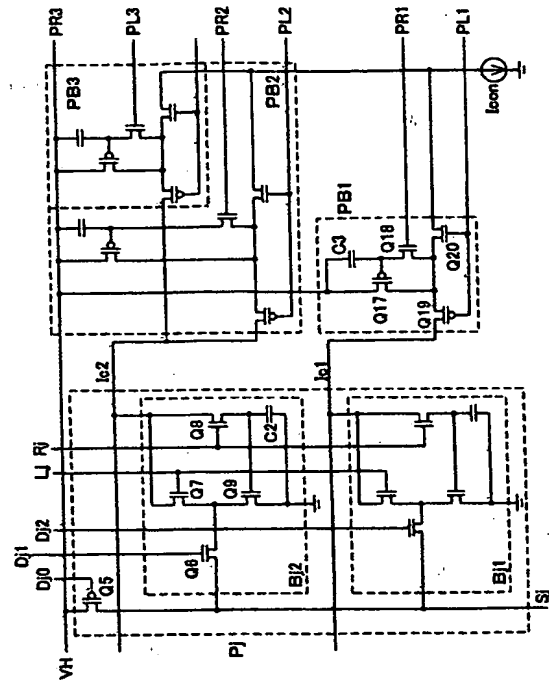 PR3
PL3
PR2
PL2
PR1
PL1
PB3
PB2
PB1
Icon
C3
Q18
Q17
Q20
Q19
Ic2
Ic1
Rj
Lj
Dj2
Dj1
Dj0
VH
Q5
Q6
Q7
Q8
Q9
C2
Bj2
Bj1
Pj
Sj